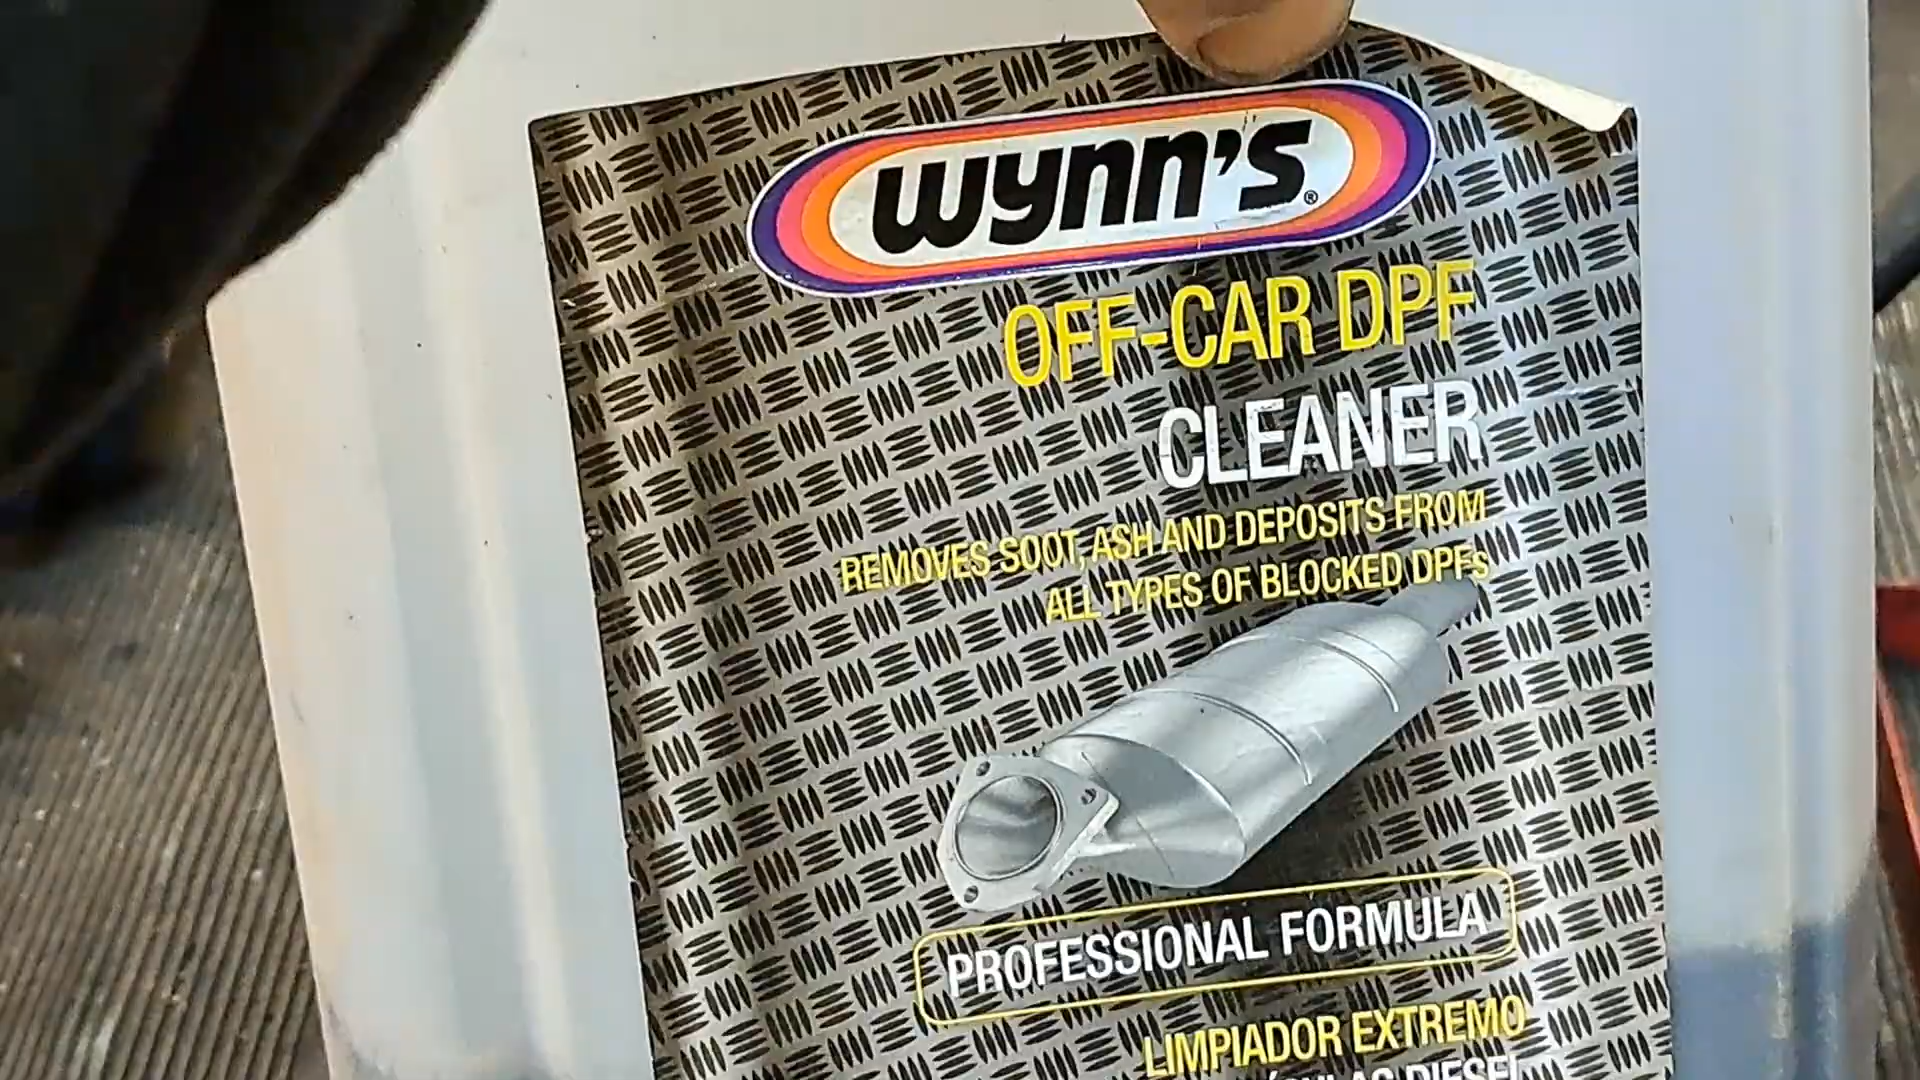 wynn's®
OFF-CAR DPF
CLEANER
REMOVES SOOT, ASH AND DEPOSITS FROM
ALL TYPES OF BLOCKED DPFs
PROFESSIONAL FORMULA
LIMPIADOR EXTREMO
DIESEL